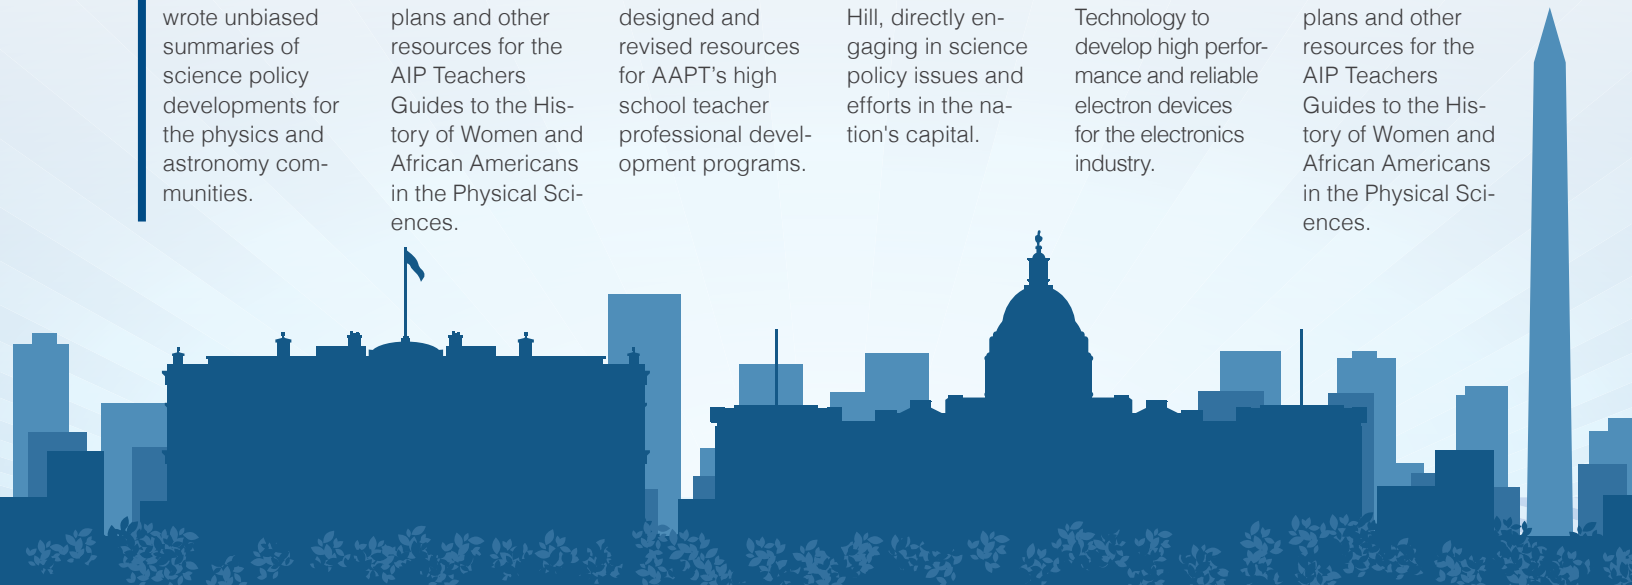 wrote unbiased
summaries of
science policy
developments for
the physics and
astronomy com-
munities.
plans and other
resources for the
AIP Teachers
Guides to the His-
tory of Women and
African Americans
in the Physical Sci-
ences.
designed and
revised resources
for AAPT's high
school teacher
professional devel-
opment programs.
Hill, directly en-
gaging in science
policy issues and
efforts in the na-
tion's capital.
Technology to
develop high perfor-
mance and reliable
electron devices
for the electronics
industry.
plans and other
resources for the
AIP Teachers
Guides to the His-
tory of Women and
African Americans
in the Physical Sci-
ences.